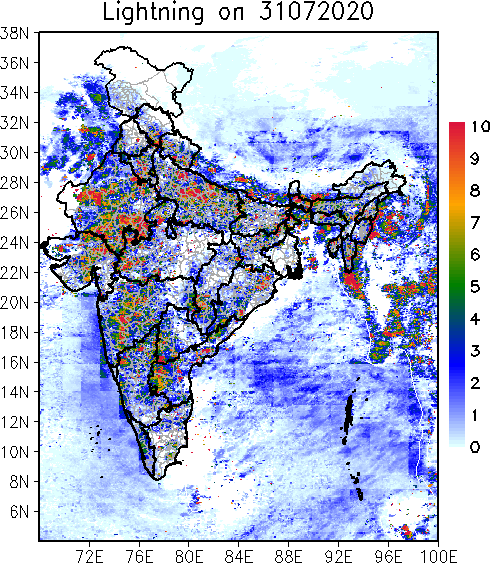 Lightning on 31072020
38N
36N
34N
32N
30N
28N
26N
24N
22N
20N
18N
16N
14N
12N
10N
8N
6N
10
9
8
7
6
5
4
3
2
1
0
72E 76E 80E 84E 88E 92E 96E 100E